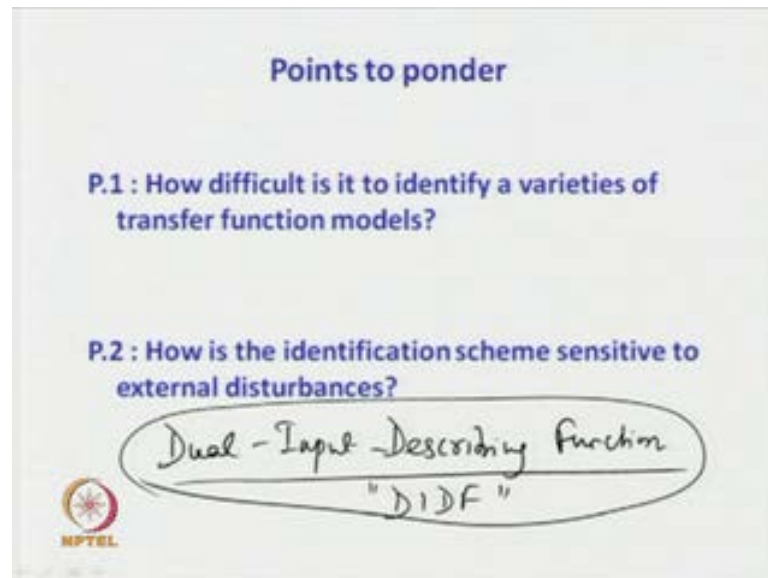 Points to ponder
P.1 : How difficult is it to identify a varieties of
transfer function models?
P.2 : How is the identification scheme sensitive to
external disturbances?
Dual - Input - Describing Function
"DIDF"
NPTEL